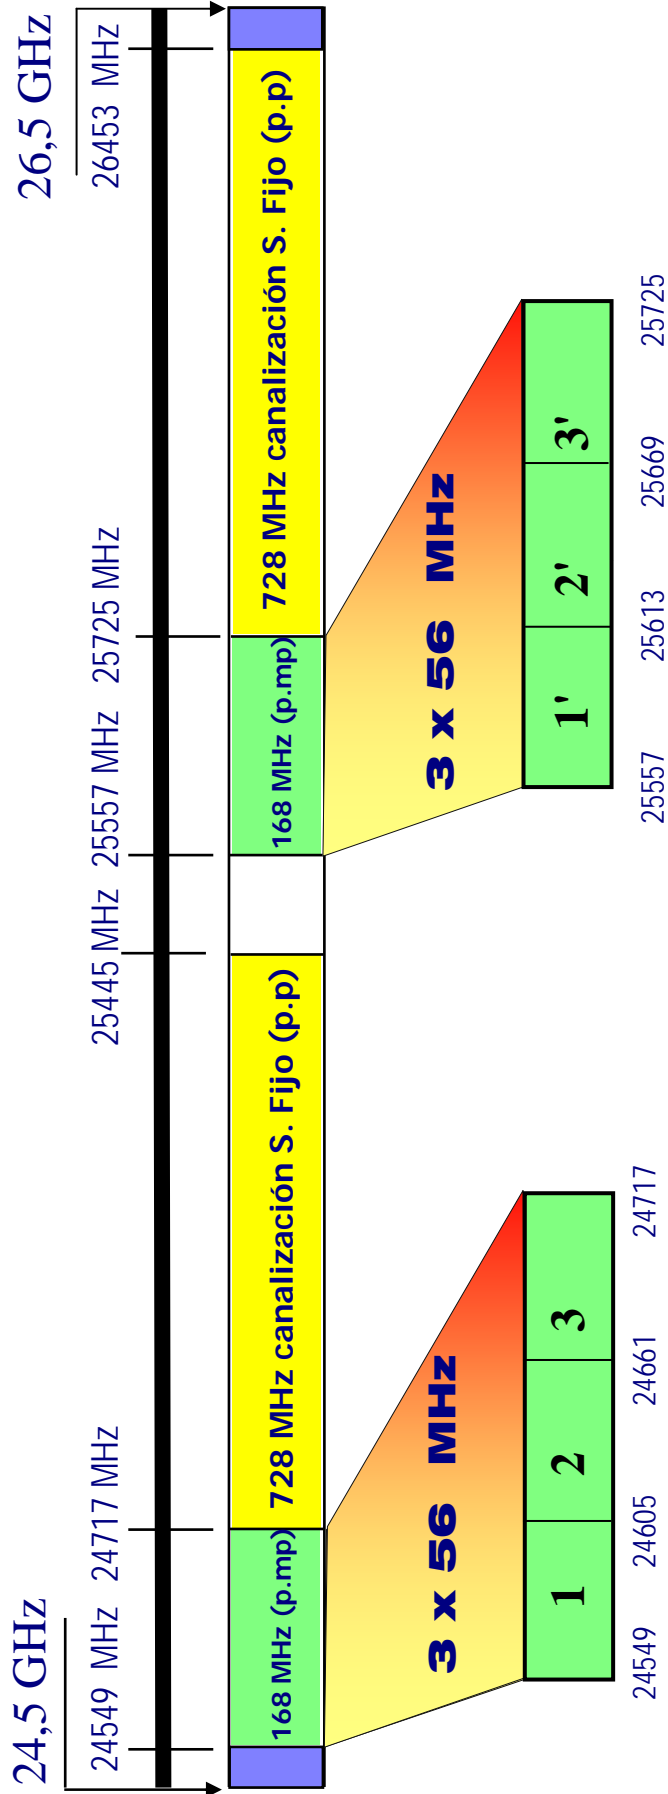 24,5 GHz
26,5 GHz
24549 MHz
24717 MHz
25445 MHz
25557 MHz
25725 MHz
26453 MHz
168 MHz (p.mp)
728 MHz canalización S. Fijo (p.p)
168 MHz (p.mp)
728 MHz canalización S. Fijo (p.p)
3 x 56 MHz
3 x 56 MHz
1
2
3
1'
2'
3'
24549
24605
24661
24717
25557
25613
25669
25725